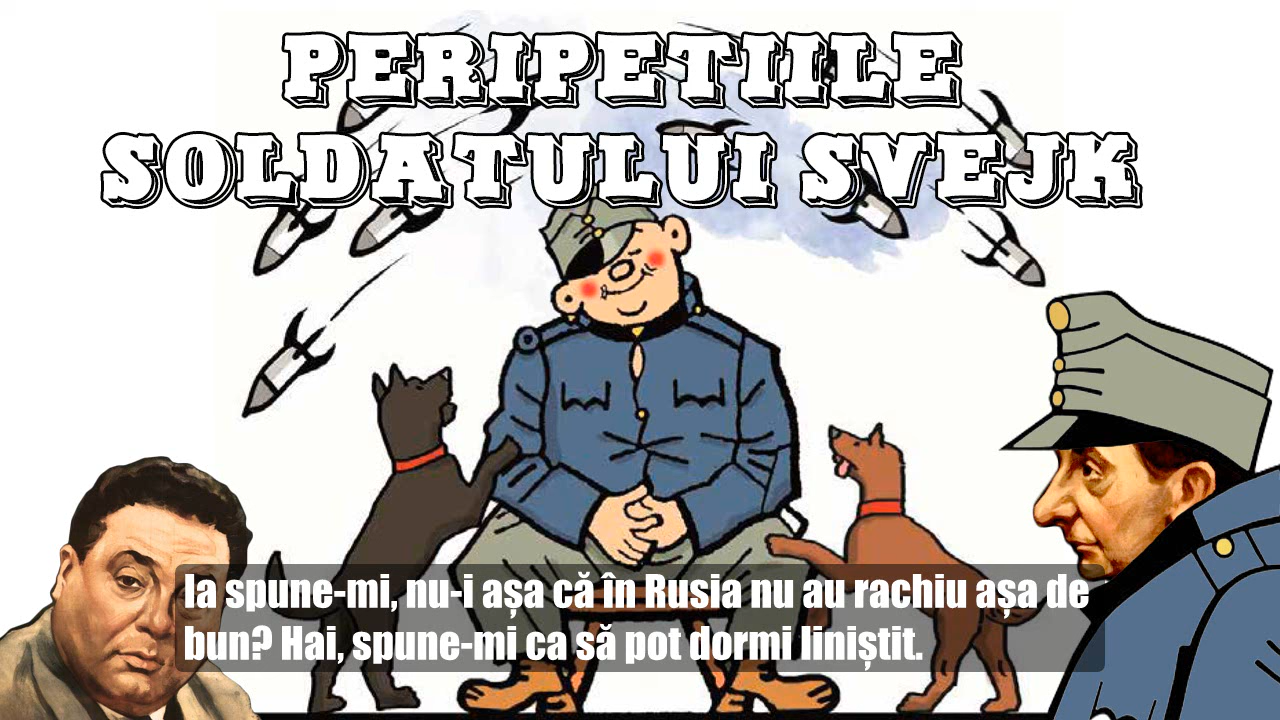 PERIPETIILE
SOLDATULUI SVEJK
Ia spune-mi, nu-i așa că în Rusia nu au rachiu așa de
bun? Hai, spune-mi ca să pot dormi liniștit.